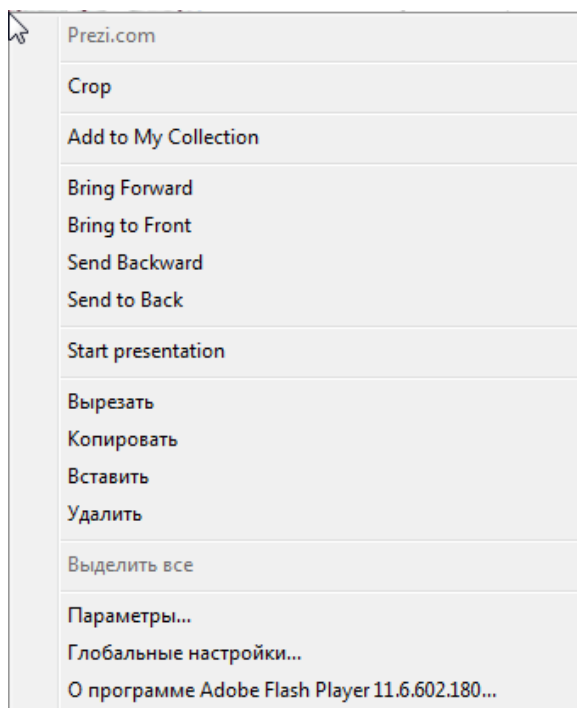 Prezi.com
Crop
Add to My Collection
Bring Forward
Bring to Front
Send Backward
Send to Back
Start presentation
Вырезать
Копировать
Вставить
Удалить
Выделить все
Параметры...
Глобальные настройки...
О программе Adobe Flash Player 11.6.602.180...